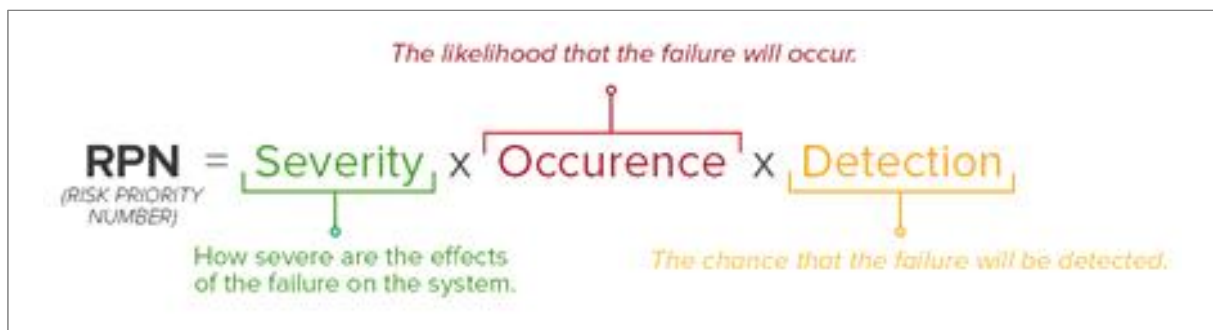 The likelihood that the failure will occur.
RPN = Severity x Occurence x Detection
(RISK PRIORITY
NUMBER)
How severe are the effects
of the failure on the system.
The chance that the failure will be detected.